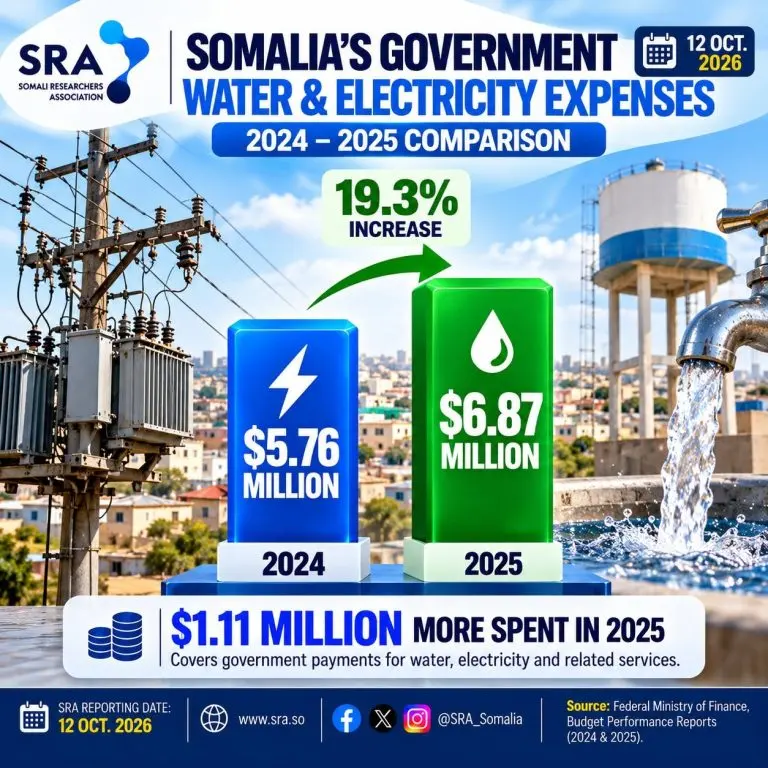 SRA
SOMALI RESEARCHERS
ASSOCIATION
SOMALIA'S GOVERNMENT
WATER & ELECTRICITY EXPENSES
2024 – 2025 COMPARISON
12 OCT.
2026
19.3%
INCREASE
$5.76
MILLION
2024
$6.87
MILLION
2025
$1.11 MILLION MORE SPENT IN 2025
Covers government payments for water, electricity and related services.
SRA REPORTING DATE:
12 OCT. 2026
www.sra.so
@SRA_Somalia
Source: Federal Ministry of Finance,
Budget Performance Reports
(2024 & 2025).